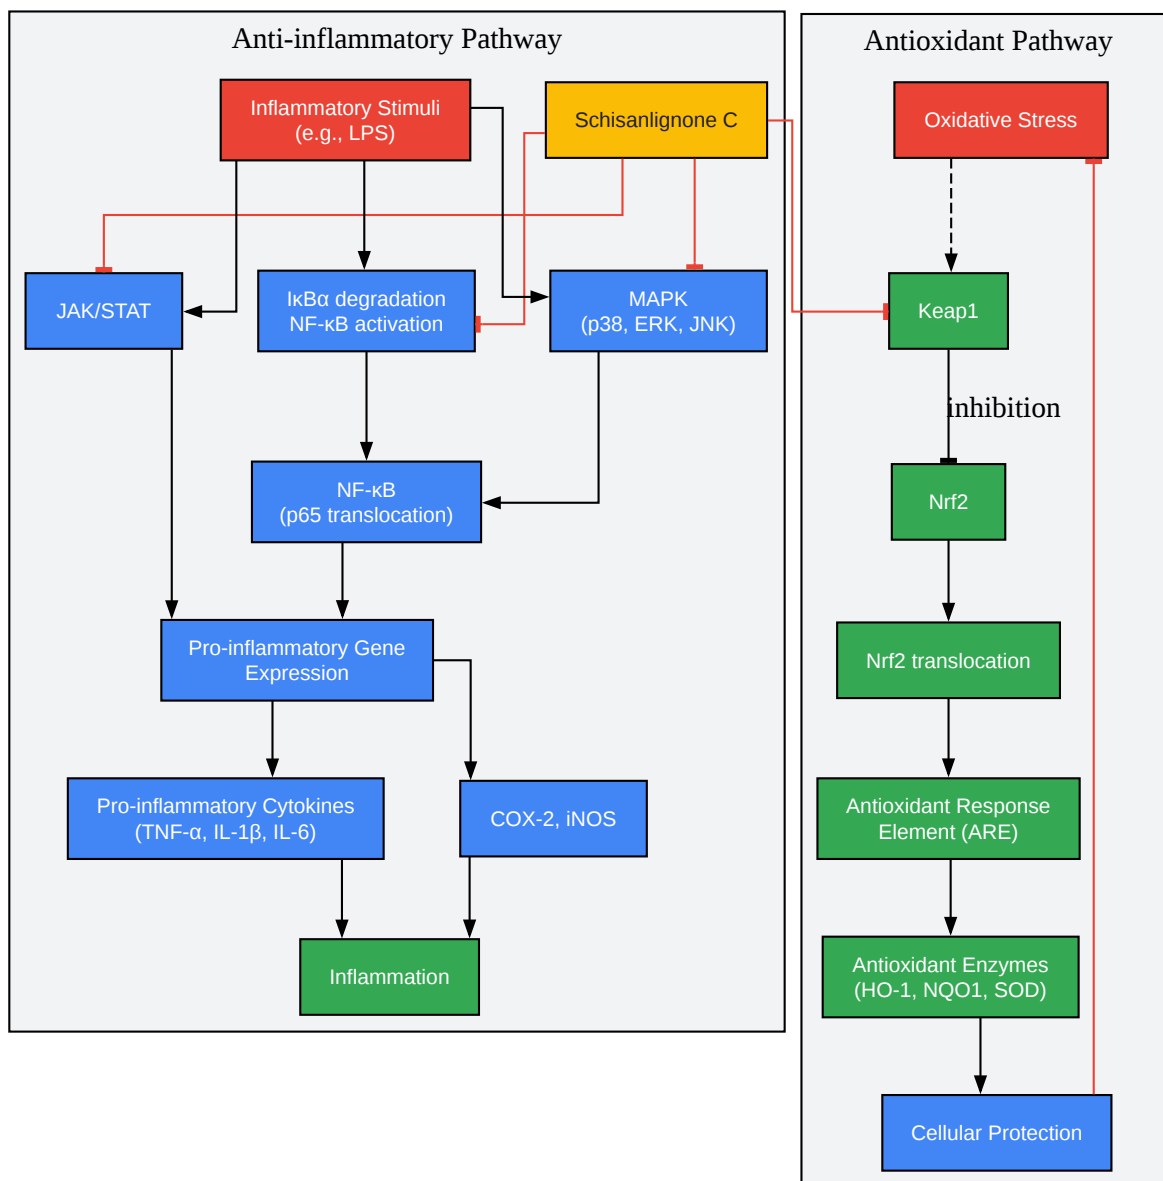 Anti-inflammatory Pathway
Inflammatory Stimuli
(e.g., LPS)
Schisanlignone C
JAK/STAT
IκBα degradation
NF-κB activation
MAPK
(p38, ERK, JNK)
NF-κB
(p65 translocation)
Pro-inflammatory Gene
Expression
Pro-inflammatory Cytokines
(TNF-α, IL-1β, IL-6)
COX-2, iNOS
Inflammation
Antioxidant Pathway
Oxidative Stress
Keap1
inhibition
Nrf2
Nrf2 translocation
Antioxidant Response
Element (ARE)
Antioxidant Enzymes
(HO-1, NQO1, SOD)
Cellular Protection